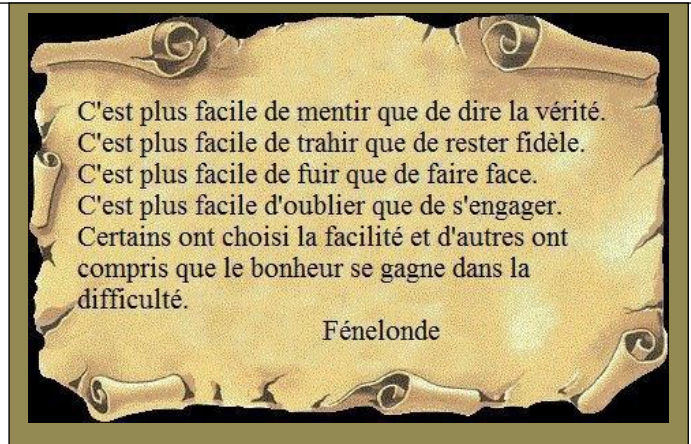 C'est plus facile de mentir que de dire la vérité.
C'est plus facile de trahir que de rester fidèle.
C'est plus facile de fuir que de faire face.
C'est plus facile d'oublier que de s'engager.
Certains ont choisi la facilité et d'autres ont
compris que le bonheur se gagne dans la
difficulté.
Fénelonde